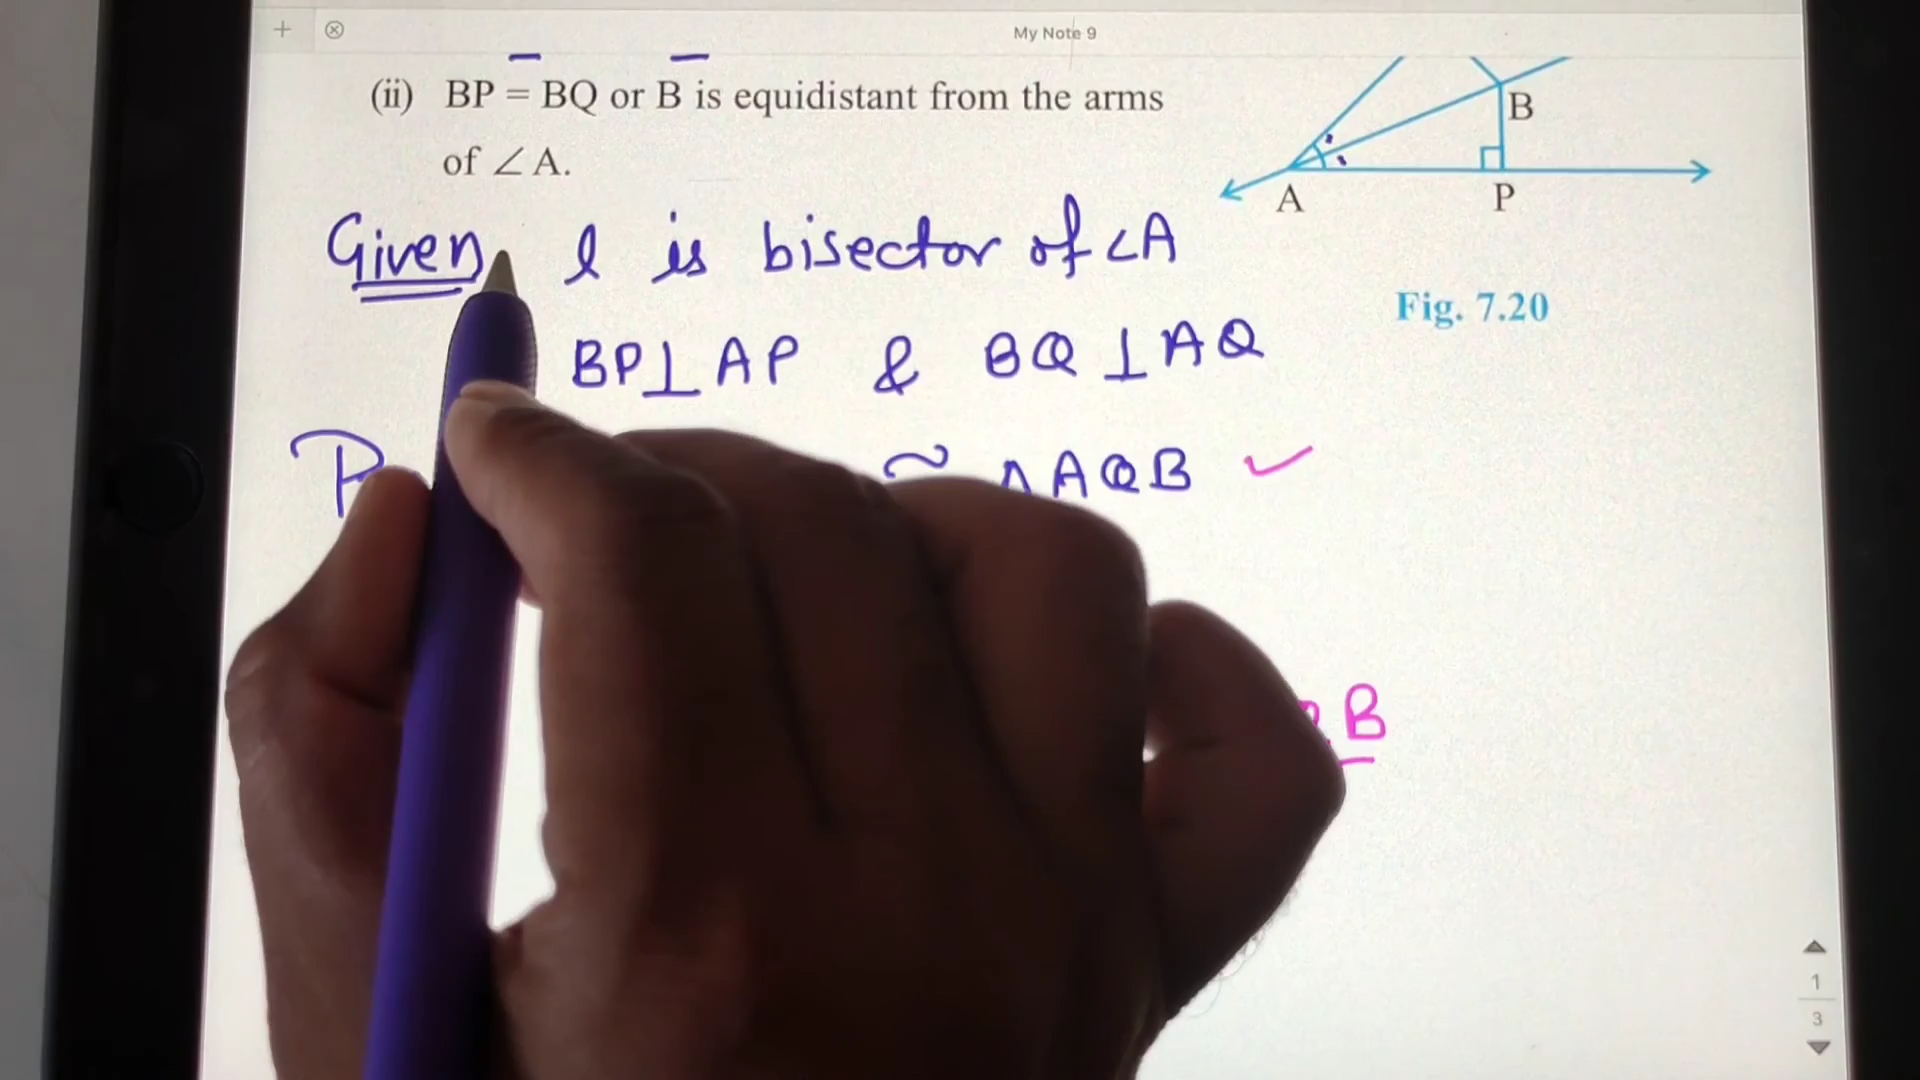 My Note 9
(ii) BP = BQ or B is equidistant from the arms
of ∠A.
B
A
P
Given l is bisector of ∠A
Fig. 7.20
BP⊥AP & BQ⊥AQ
P ≅ ΔAQB ✓
B
1
3